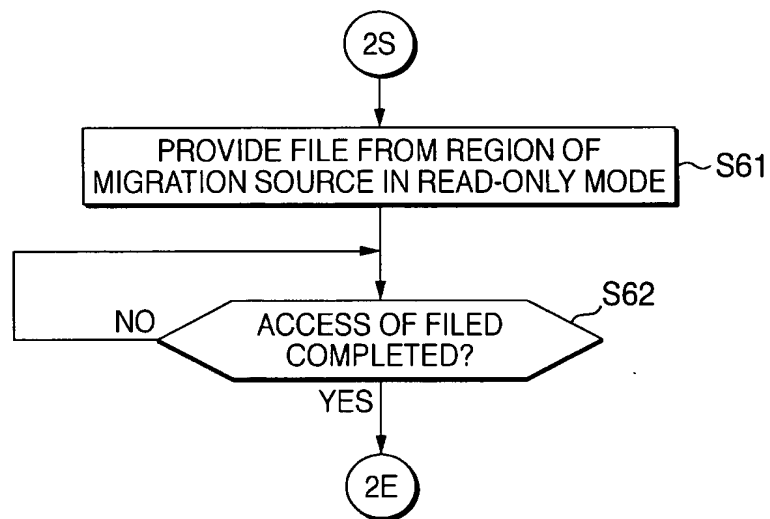 2S
PROVIDE FILE FROM REGION OF
MIGRATION SOURCE IN READ-ONLY MODE
S61
S62
NO
ACCESS OF FILED
COMPLETED?
YES
2E